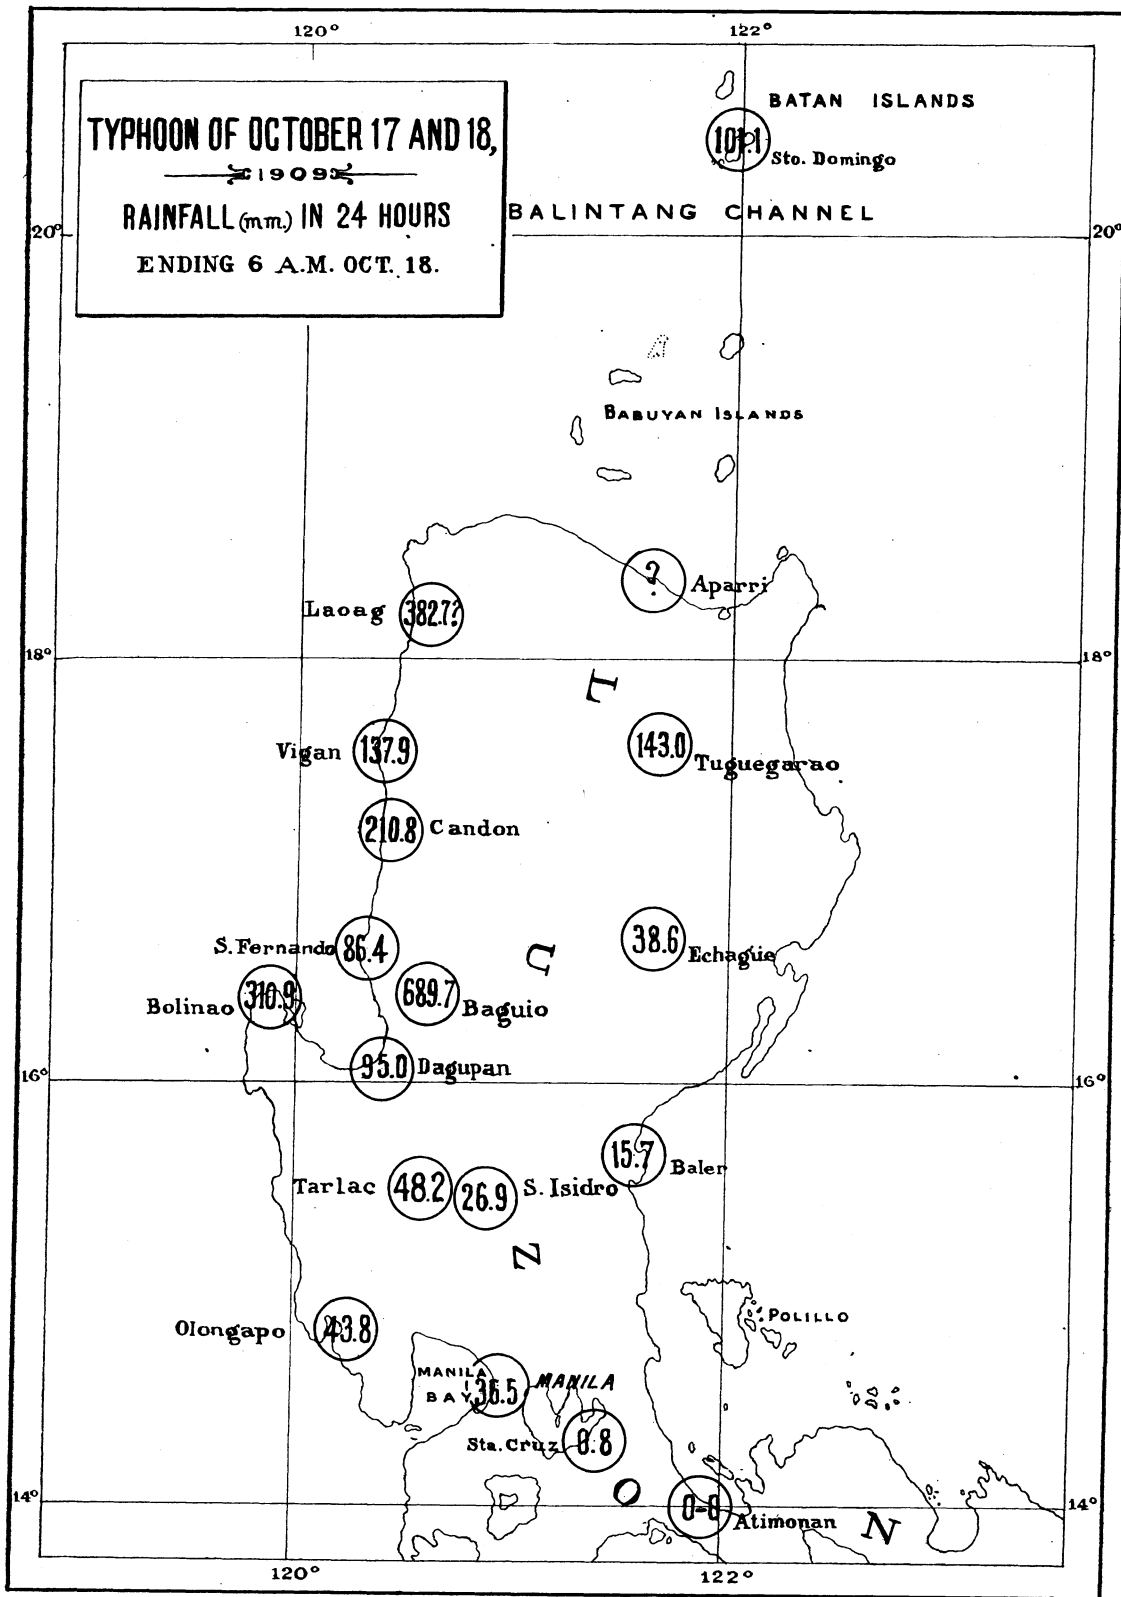 120° 122°
TYPHOON OF OCTOBER 17 AND 18,
1909
RAINFALL (mm.) IN 24 HOURS
ENDING 6 A.M. OCT. 18.
BATAN ISLANDS
101.1
Sto. Domingo
BALINTANG CHANNEL
20° 20°
BABUYAN ISLANDS
? Aparri
Laoag 382.7?
18° 18°
L
Vigan 137.9
143.0 Tuguegarao
210.8 Candon
S. Fernando 86.4
38.6 Echagüe
U
Bolinao 310.9
689.7 Baguio
95.0 Dagupan
16° 16°
15.7 Baler
Tarlac 48.2
26.9 S. Isidro
Z
POLILLO
Olongapo 43.8
MANILA
BAY
36.5 MANILA
Sta. Cruz 0.8
O
14° 14°
0-0 Atimonan
N
120° 122°